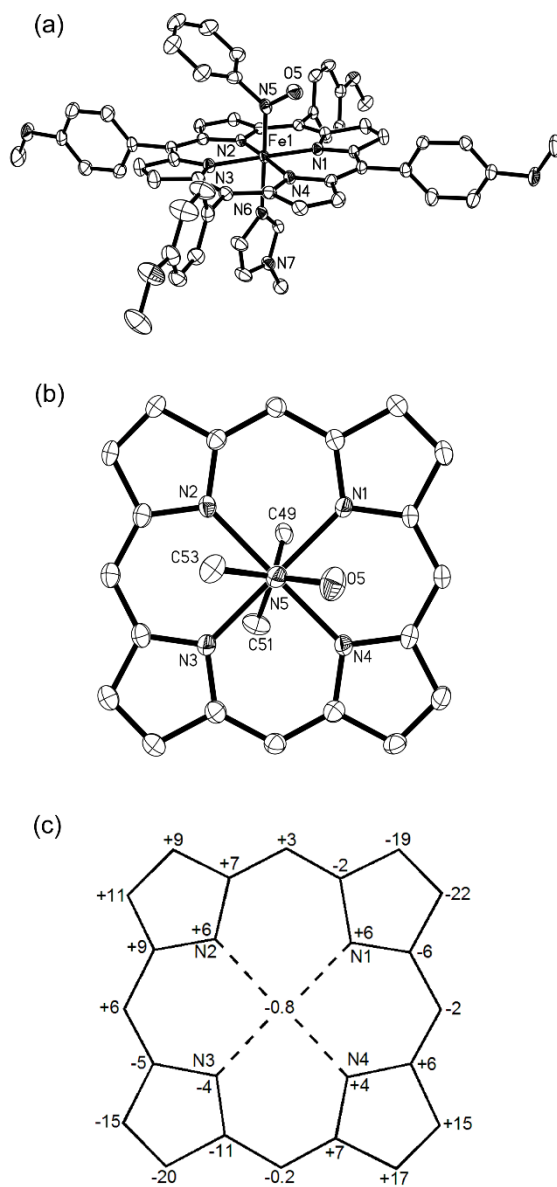 (a)
N5 O5
Fe1
N2 N1
N3 N4
N6
N7
(b)
N2 N1
C49
C53 O5
N5
C51
N3 N4
(c)
+9 +3 -19
+7 -2
+11 -22
+6 +6
+9 N2 N1 -6
+6 -0.8 -2
N3 N4
-5 +6
-4 +4
-15 +15
-11 +7
-20 -0.2 +17